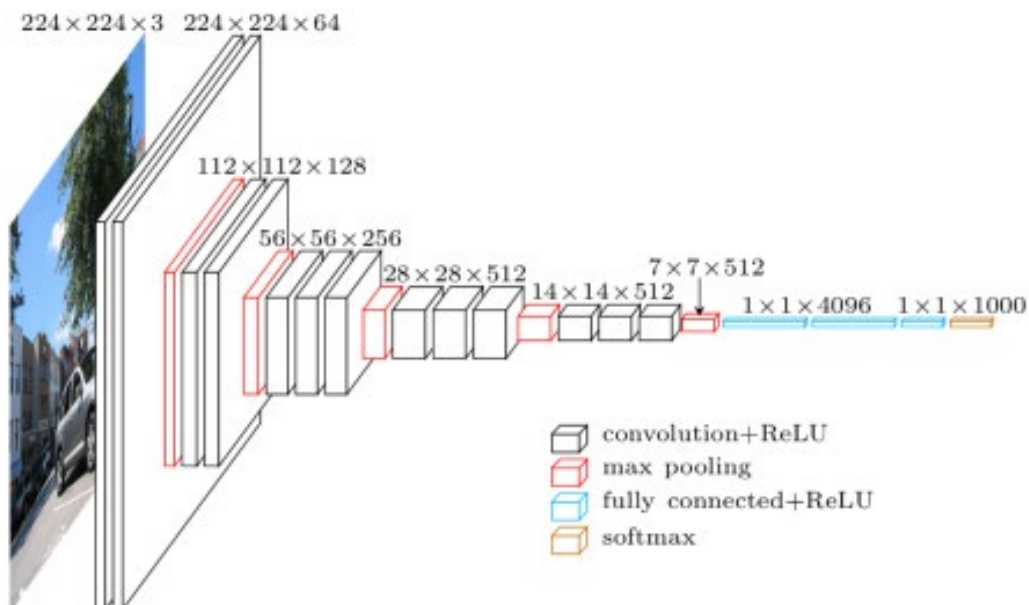 224×224×3
224×224×64
112×112×128
56×56×256
28×28×512
14×14×512
7×7×512
1×1×4096
1×1×1000
convolution+ReLU
max pooling
fully connected+ReLU
softmax